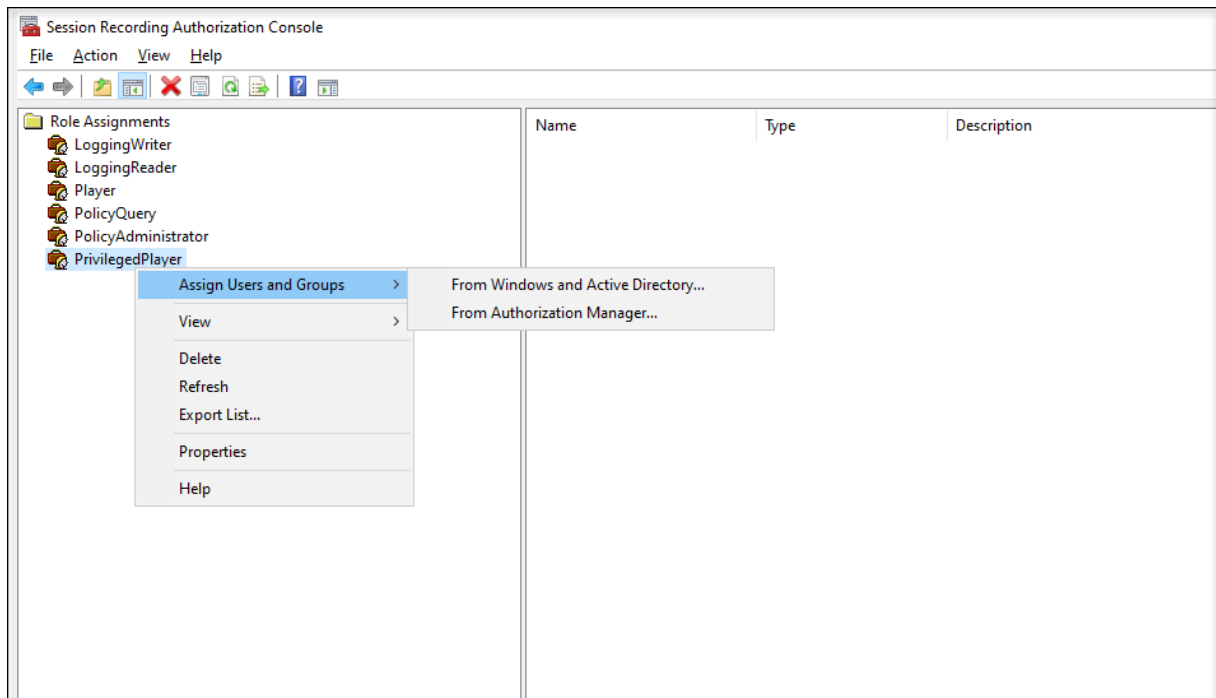 Session Recording Authorization Console
File Action View Help
Role Assignments
LoggingWriter
LoggingReader
Player
PolicyQuery
PolicyAdministrator
PrivilegedPlayer
Name Type Description
Assign Users and Groups
View
Delete
Refresh
Export List...
Properties
Help
From Windows and Active Directory...
From Authorization Manager...